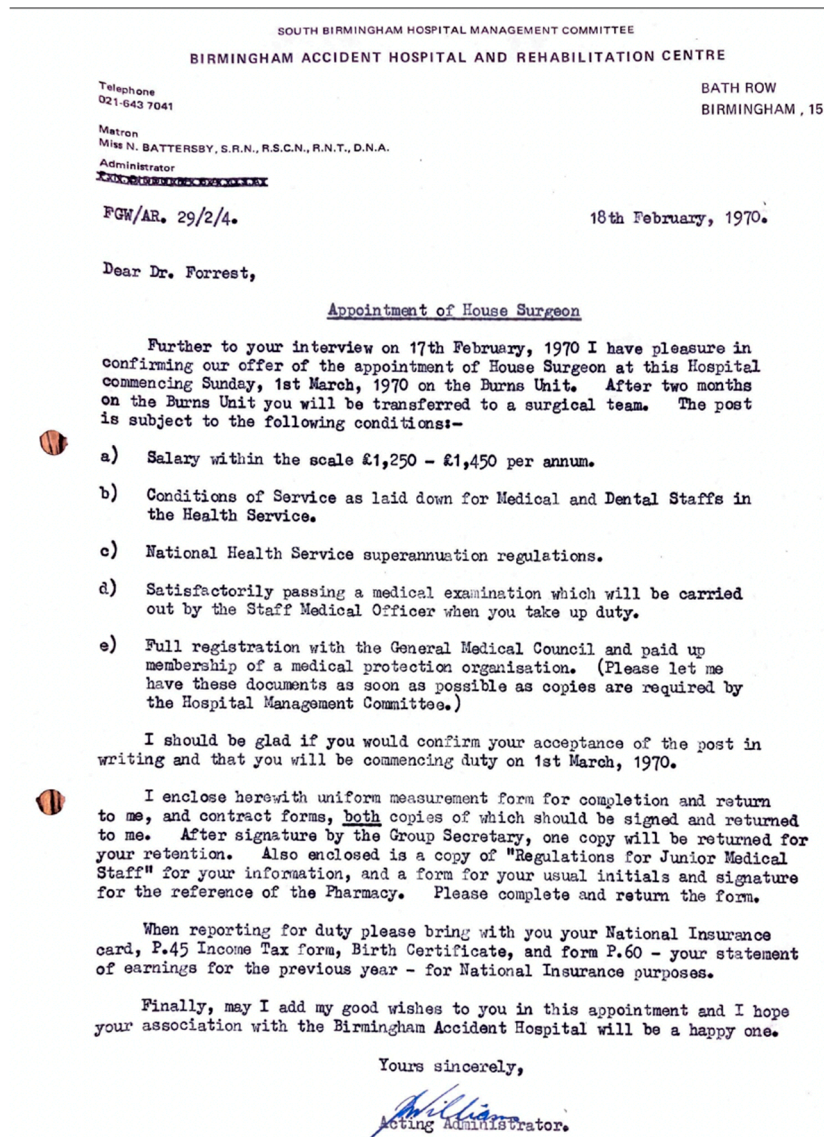 SOUTH BIRMINGHAM HOSPITAL MANAGEMENT COMMITTEE
BIRMINGHAM ACCIDENT HOSPITAL AND REHABILITATION CENTRE
Telephone
021-643 7041
BATH ROW
BIRMINGHAM , 15
Matron
Miss N. BATTERSBY, S.R.N., R.S.C.N., R.N.T., D.N.A.
Administrator
FGW/AR. 29/2/4.
18th February, 1970.
Dear Dr. Forrest,
Appointment of House Surgeon
Further to your interview on 17th February, 1970 I have pleasure in
confirming our offer of the appointment of House Surgeon at this Hospital
commencing Sunday, 1st March, 1970 on the Burns Unit. After two months
on the Burns Unit you will be transferred to a surgical team. The post
is subject to the following conditions:-
a) Salary within the scale £1,250 - £1,450 per annum.
b) Conditions of Service as laid down for Medical and Dental Staffs in
the Health Service.
c) National Health Service superannuation regulations.
d) Satisfactorily passing a medical examination which will be carried
out by the Staff Medical Officer when you take up duty.
e) Full registration with the General Medical Council and paid up
membership of a medical protection organisation. (Please let me
have these documents as soon as possible as copies are required by
the Hospital Management Committee.)
I should be glad if you would confirm your acceptance of the post in
writing and that you will be commencing duty on 1st March, 1970.
I enclose herewith uniform measurement form for completion and return
to me, and contract forms, both copies of which should be signed and returned
to me. After signature by the Group Secretary, one copy will be returned for
your retention. Also enclosed is a copy of "Regulations for Junior Medical
Staff" for your information, and a form for your usual initials and signature
for the reference of the Pharmacy. Please complete and return the form.
When reporting for duty please bring with you your National Insurance
card, P.45 Income Tax form, Birth Certificate, and form P.60 - your statement
of earnings for the previous year - for National Insurance purposes.
Finally, may I add my good wishes to you in this appointment and I hope
your association with the Birmingham Accident Hospital will be a happy one.
Yours sincerely,
Acting Administrator.